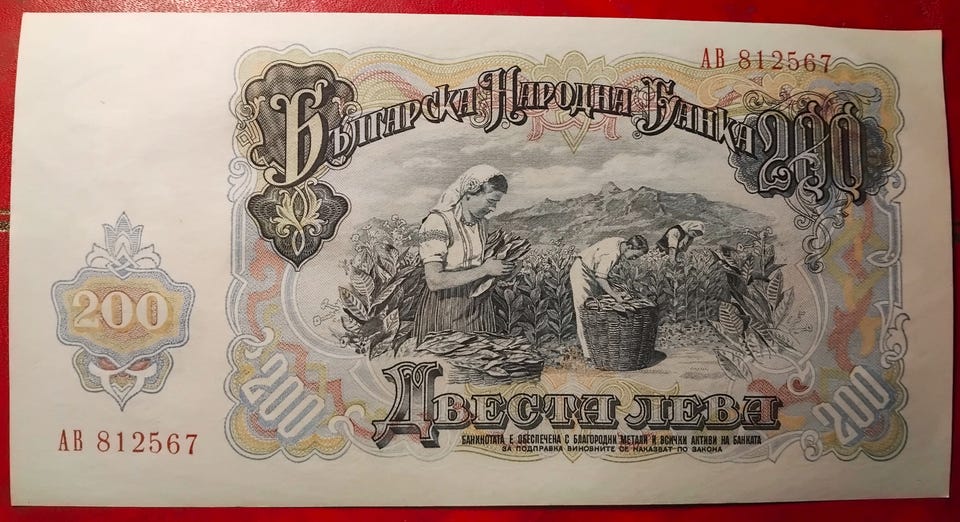 АВ 812567
Българска Народна Банка
200
200
АВ 812567
200
Двеста лева
200
БАНКНОТАТА Е ОБЕЗПЕЧЕНА С БЛАГОРОДНИ МЕТАЛИ И ВСИЧКИ АКТИВИ НА БАНКАТА
ЗА ПОДПРАВКА ВИНОВНИТЕ СЕ НАКАЗВАТ ПО ЗАКОНА